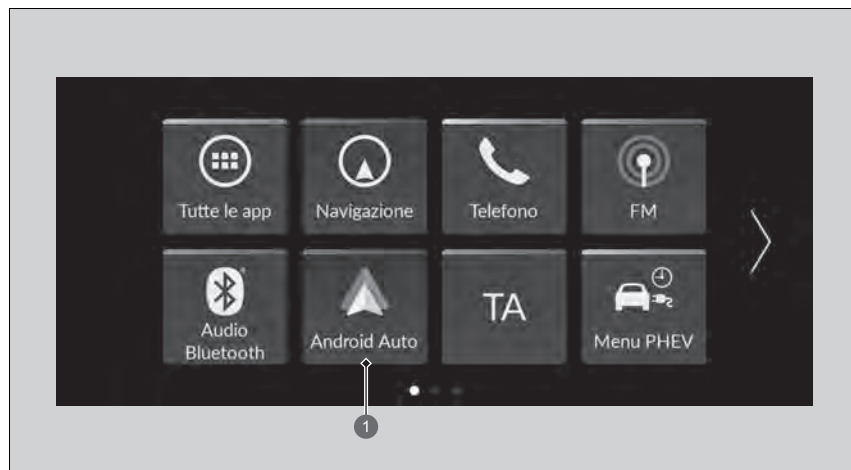 Tutte le app
Navigazione
Telefono
FM
Audio
Bluetooth
Android Auto
TA
Menu PHEV
1